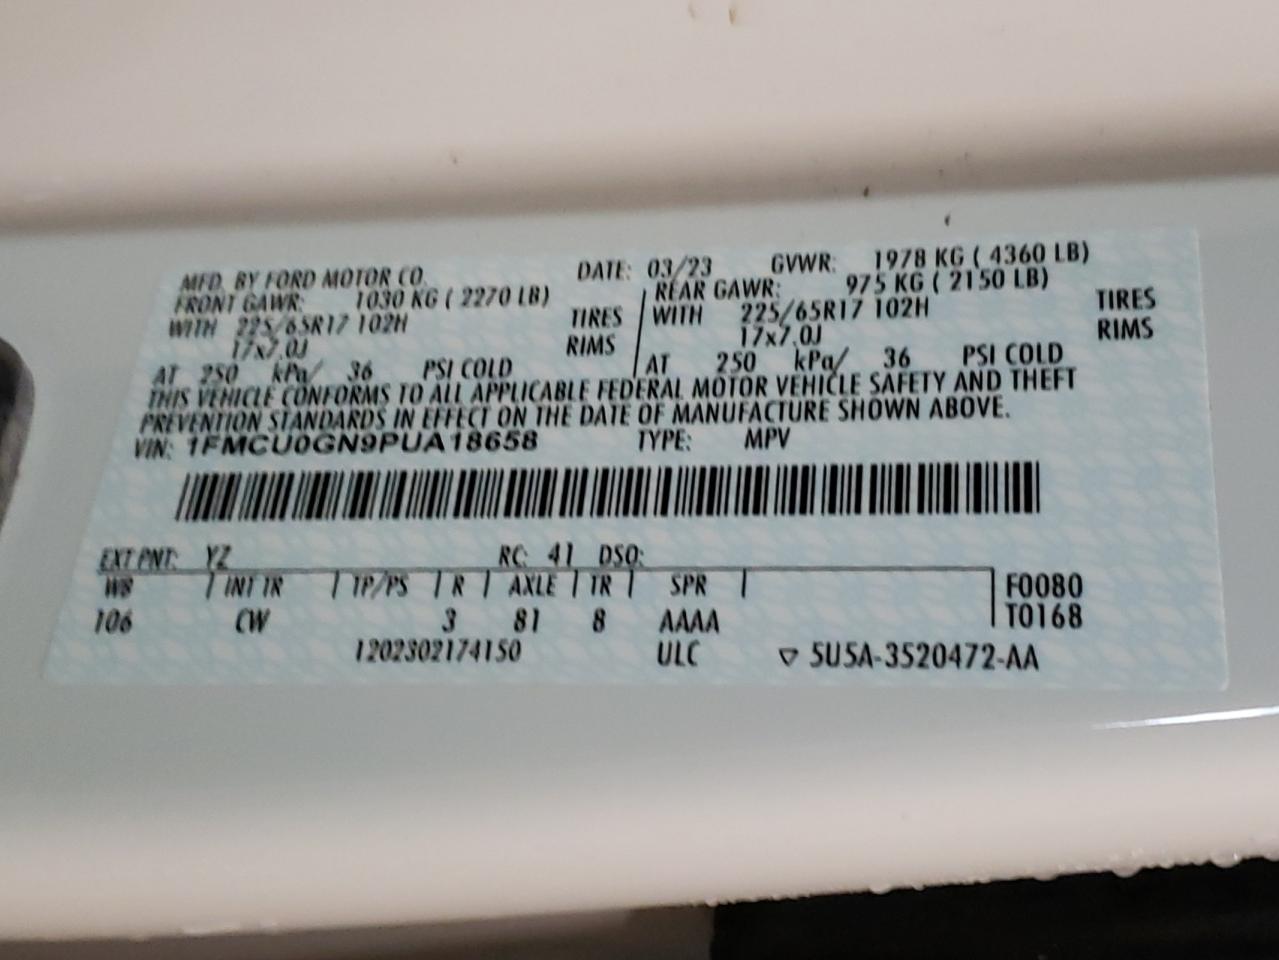 MFD. BY FORD MOTOR CO. DATE: 03/23 GVWR: 1978 KG ( 4360 LB)
FRONT GAWR: 1030 KG ( 2270 LB) REAR GAWR: 975 KG ( 2150 LB)
WITH 225/65R17 102H TIRES WITH 225/65R17 102H TIRES
17x7.0J RIMS 17x7.0J RIMS
AT 250 kPa/ 36 PSI COLD AT 250 kPa/ 36 PSI COLD
THIS VEHICLE CONFORMS TO ALL APPLICABLE FEDERAL MOTOR VEHICLE SAFETY AND THEFT
PREVENTION STANDARDS IN EFFECT ON THE DATE OF MANUFACTURE SHOWN ABOVE.
VIN: 1FMCU0GN9PUA18658 TYPE: MPV
EXT PNT: YZ RC: 41 DSO:
WB INT TR TP/PS R AXLE TR SPR F0080
106 CW 3 81 8 AAAA T0168
1202302174150 ULC ▽ 5U5A-3520472-AA